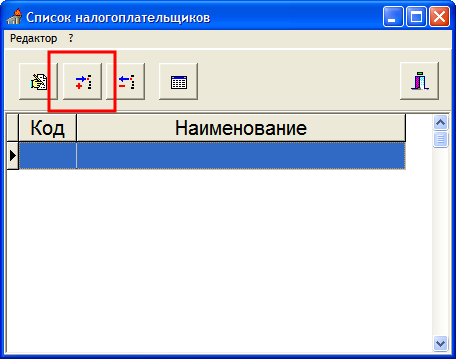 Список налогоплательщиков
Редактор ?
Код Наименование